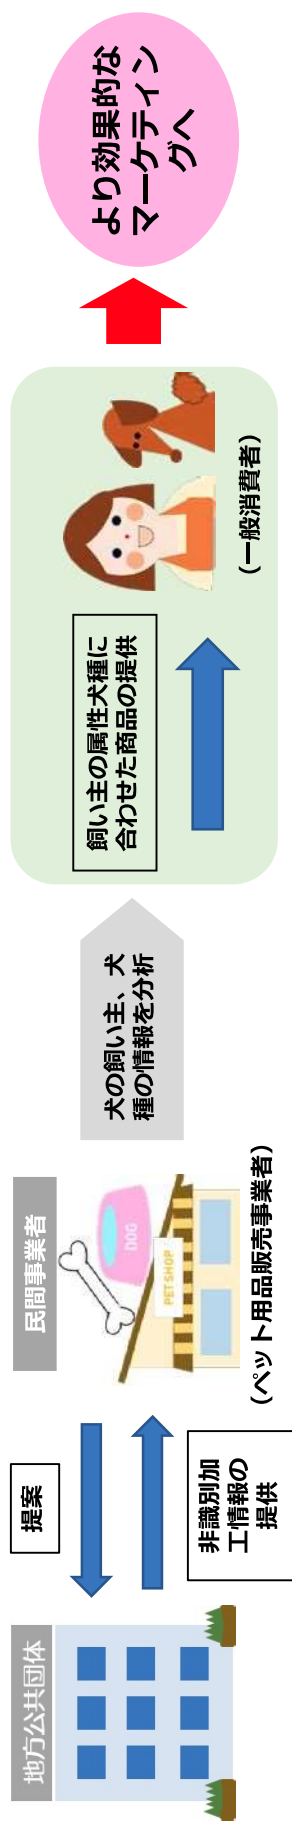 地方公共団体
提案
非識別加
工情報の
提供
民間事業者
DOG
PET SHOP
(ペット用品販売事業者)
犬の飼い主、犬
種の情報を分析
飼い主の属性犬種に
合わせた商品の提供
(一般消費者)
より効果的な
マーケティン
グへ